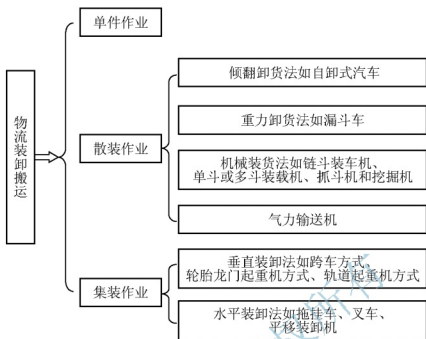 物流装卸搬运
单件作业
散装作业
倾翻卸货法如自卸式汽车
重力卸货法如漏斗车
机械装货法如链斗装车机、
单斗或多斗装载机、抓斗机和挖掘机
气力输送机
集装作业
垂直装卸法如跨车方式、
轮胎龙门起重机方式、轨道起重机方式
水平装卸法如拖挂车、叉车、
平移装卸机